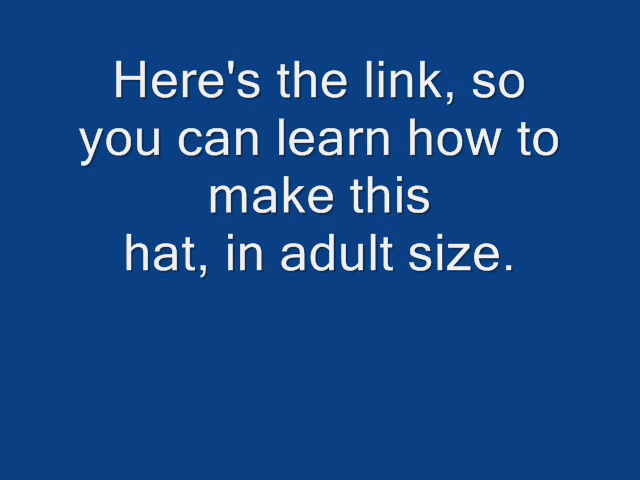 Here's the link, so
you can learn how to
make this
hat, in adult size.